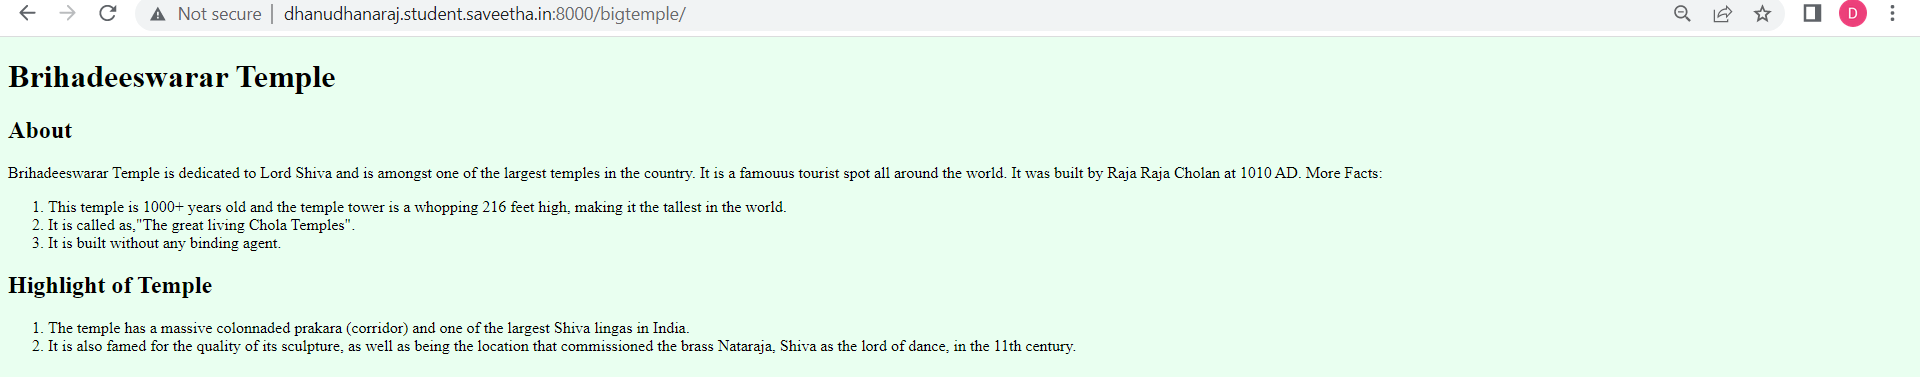 Not secure | dhanudhanaraj.student.saveetha.in:8000/bigtemple/
D
Brihadeeswarar Temple
About
Brihadeeswarar Temple is dedicated to Lord Shiva and is amongst one of the largest temples in the country. It is a famouus tourist spot all around the world. It was built by Raja Raja Cholan at 1010 AD. More Facts:
1. This temple is 1000+ years old and the temple tower is a whopping 216 feet high, making it the tallest in the world.
2. It is called as,"The great living Chola Temples".
3. It is built without any binding agent.
Highlight of Temple
1. The temple has a massive colonnaded prakara (corridor) and one of the largest Shiva lingas in India.
2. It is also famed for the quality of its sculpture, as well as being the location that commissioned the brass Nataraja, Shiva as the lord of dance, in the 11th century.